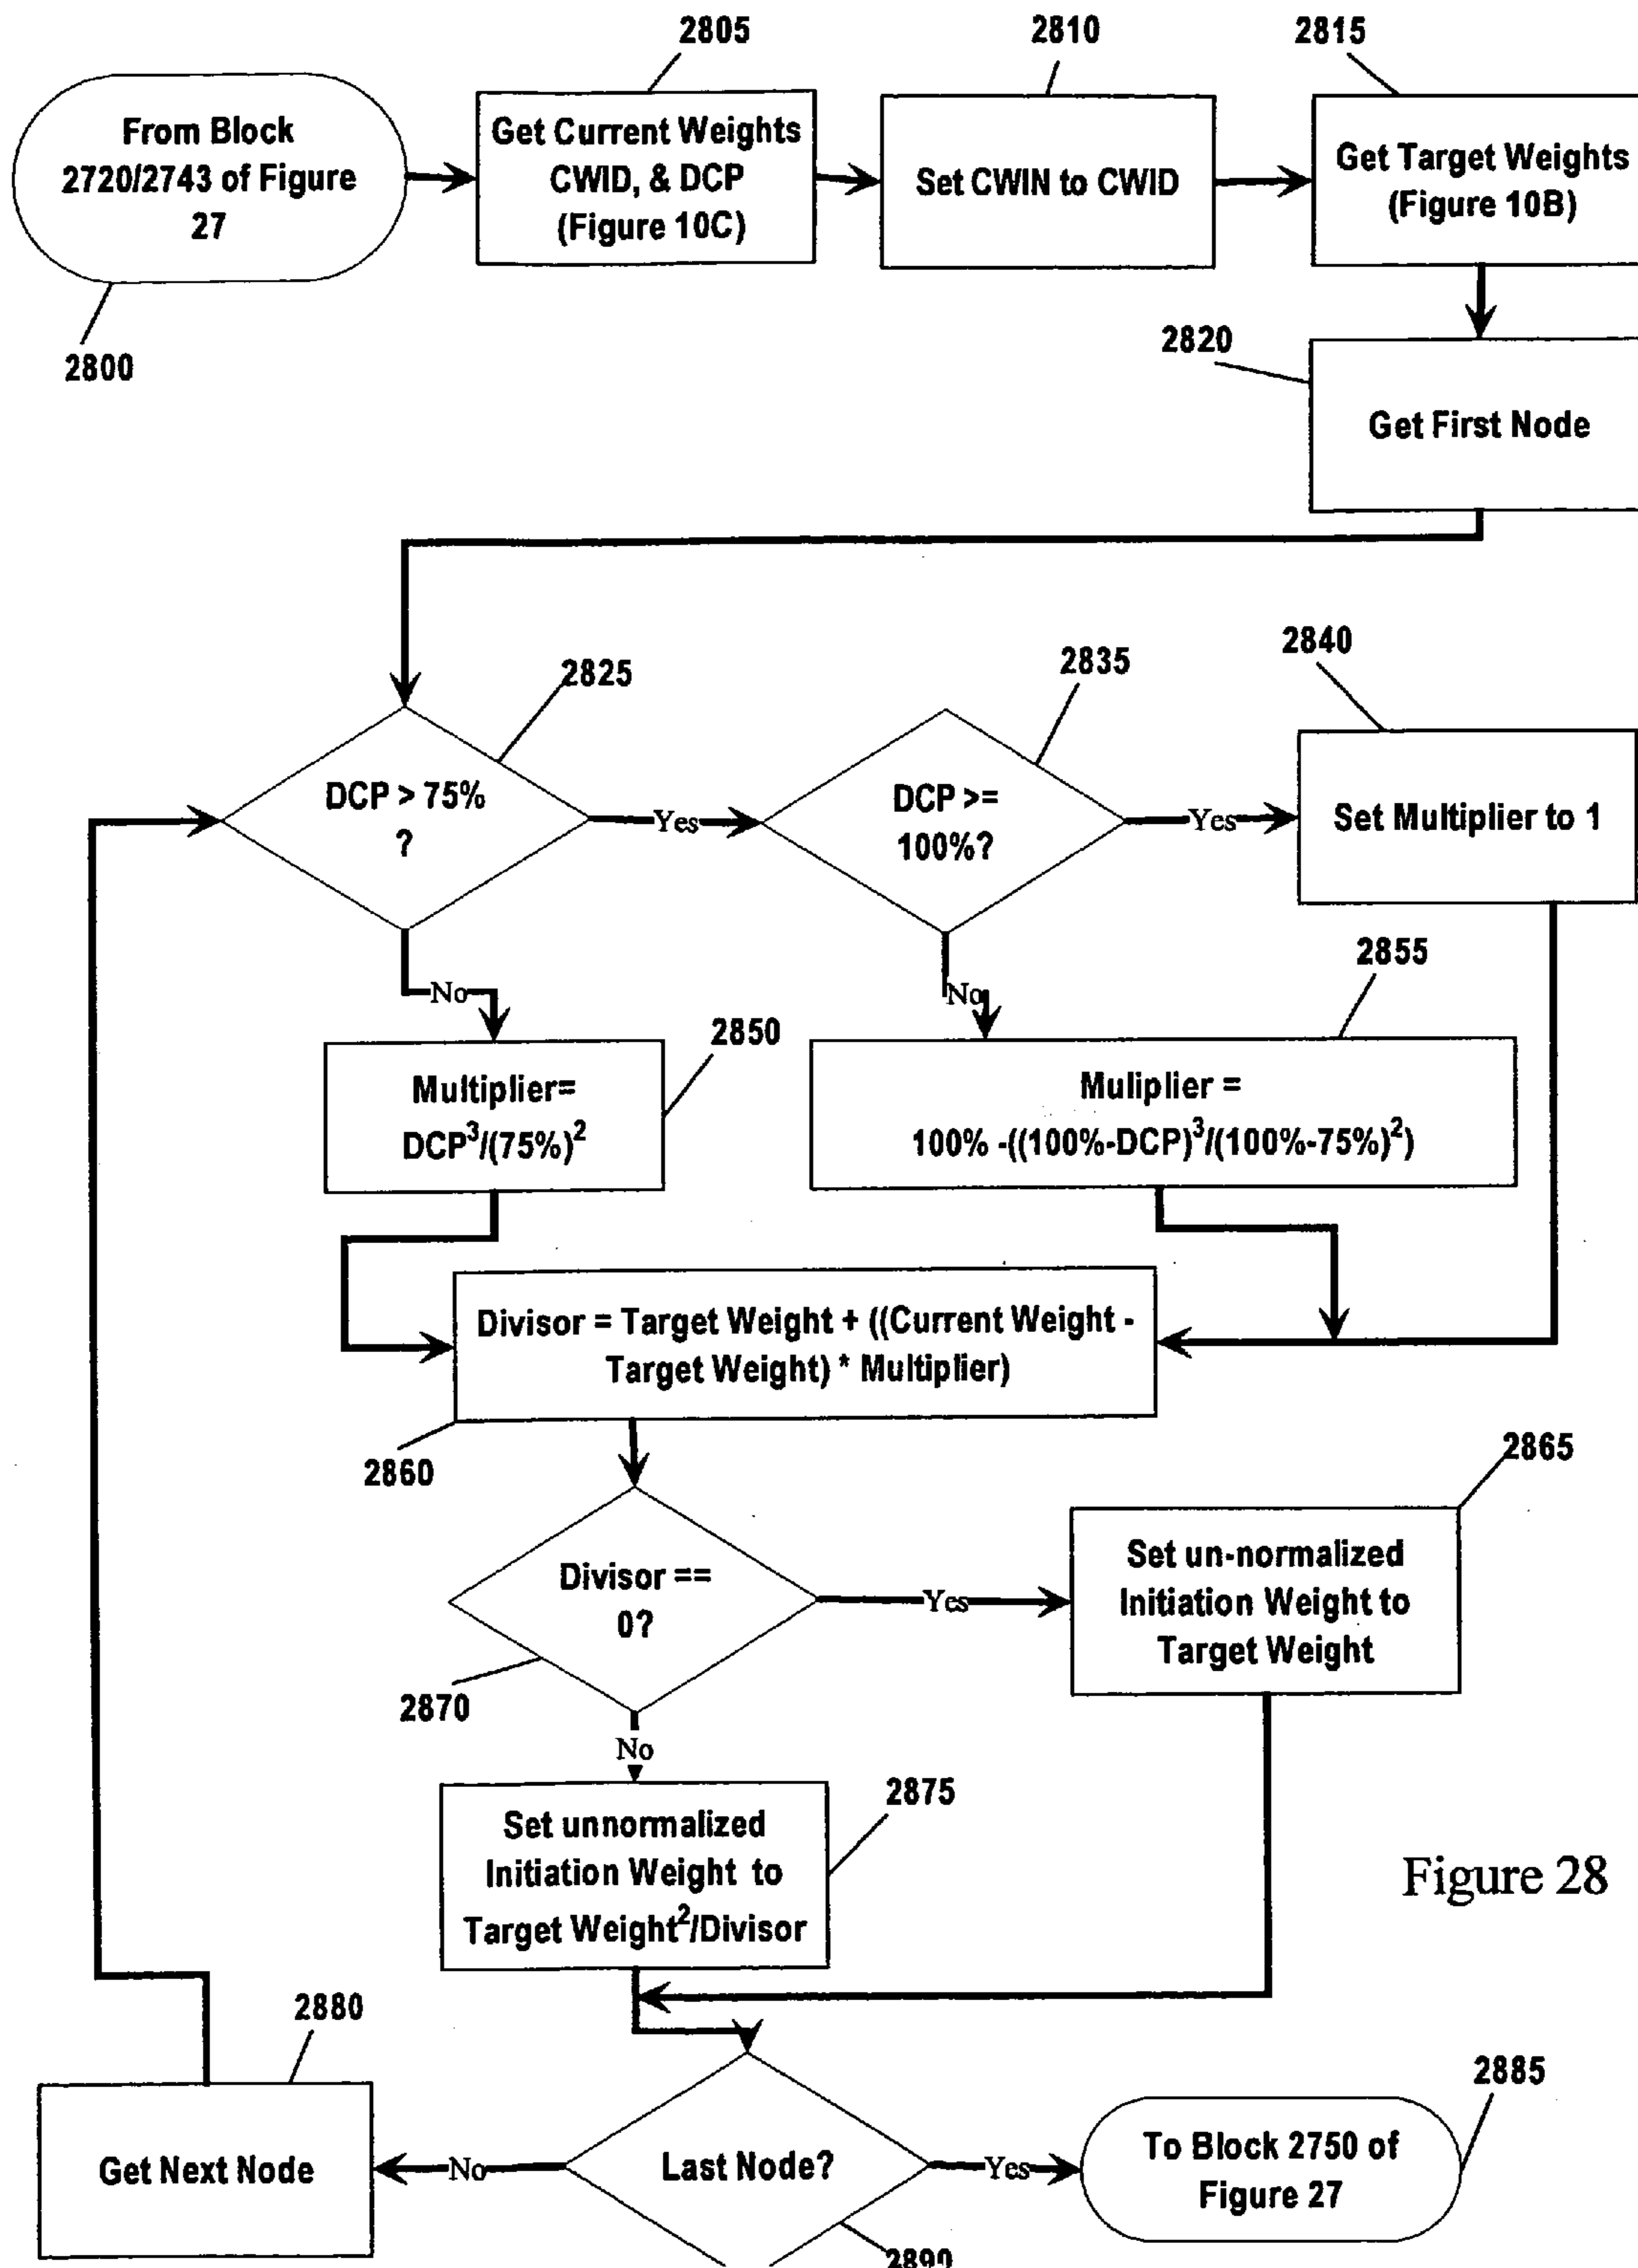 2805
2810
2815
From Block
2720/2743 of Figure
27
Get Current Weights
CWID, & DCP
(Figure 10C)
Set CWIN to CWID
Get Target Weights
(Figure 10B)
2800
2820
Get First Node
2825
2835
2840
DCP > 75%
?
Yes
DCP >=
100%?
Yes
Set Multiplier to 1
No
No
2850
2855
Multiplier=
DCP³/(75%)²
Muliplier =
100% -((100%-DCP)³/(100%-75%)²)
Divisor = Target Weight + ((Current Weight -
Target Weight) * Multiplier)
2860
2865
Divisor ==
0?
Yes
Set un-normalized
Initiation Weight to
Target Weight
2870
No
2875
Set unnormalized
Initiation Weight to
Target Weight²/Divisor
Figure 28
2880
2885
Get Next Node
No
Last Node?
Yes
To Block 2750 of
Figure 27
2890